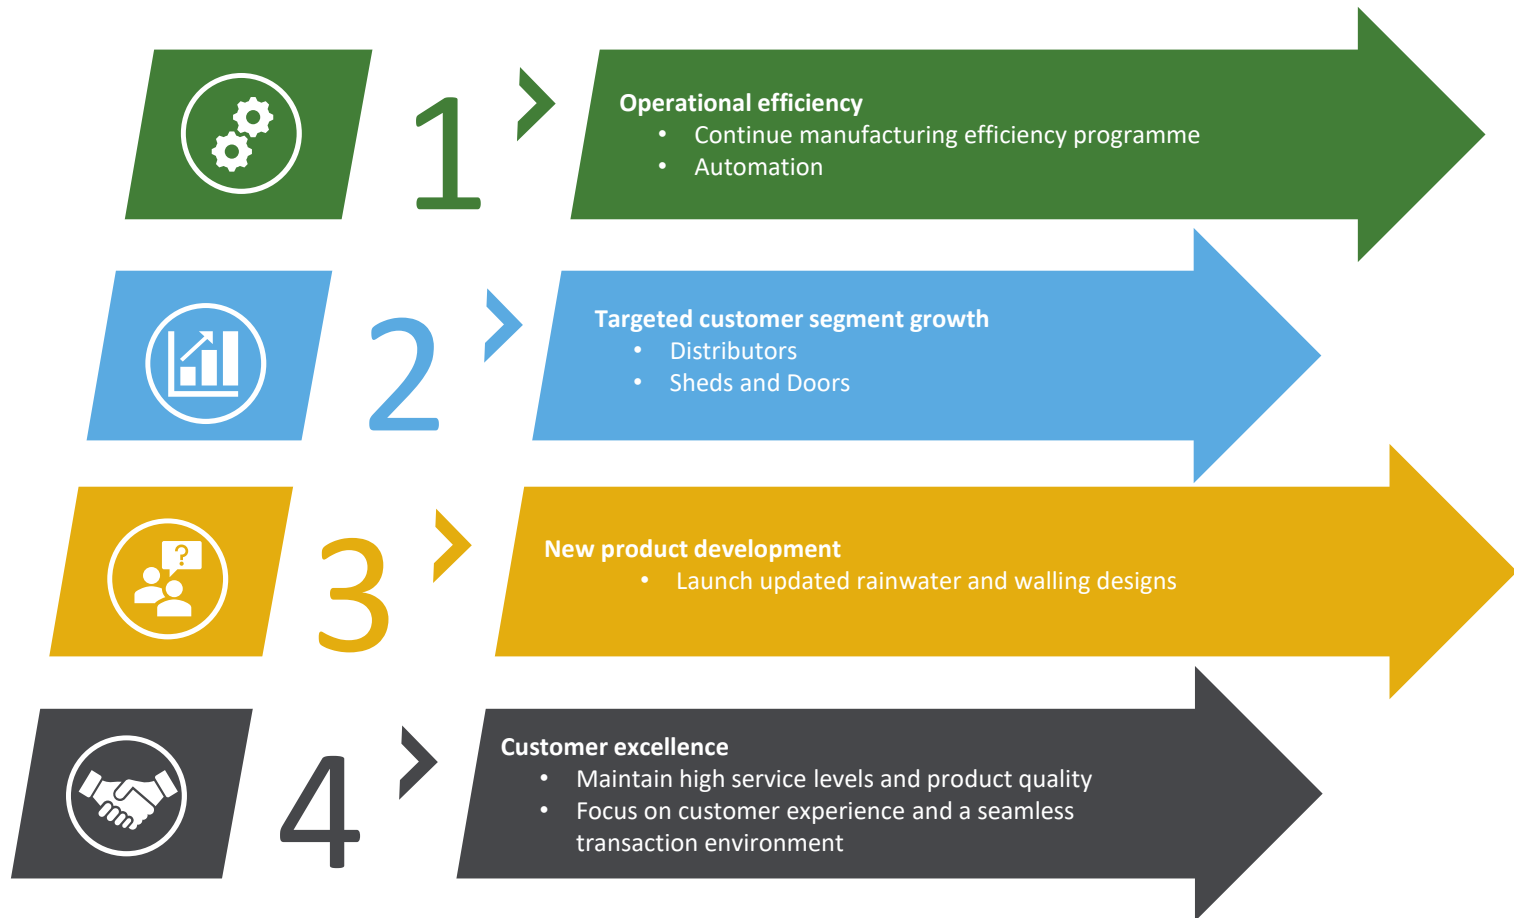 1
Operational efficiency
• Continue manufacturing efficiency programme
• Automation
2
Targeted customer segment growth
• Distributors
• Sheds and Doors
?
3
New product development
• Launch updated rainwater and walling designs
4
Customer excellence
• Maintain high service levels and product quality
• Focus on customer experience and a seamless
transaction environment